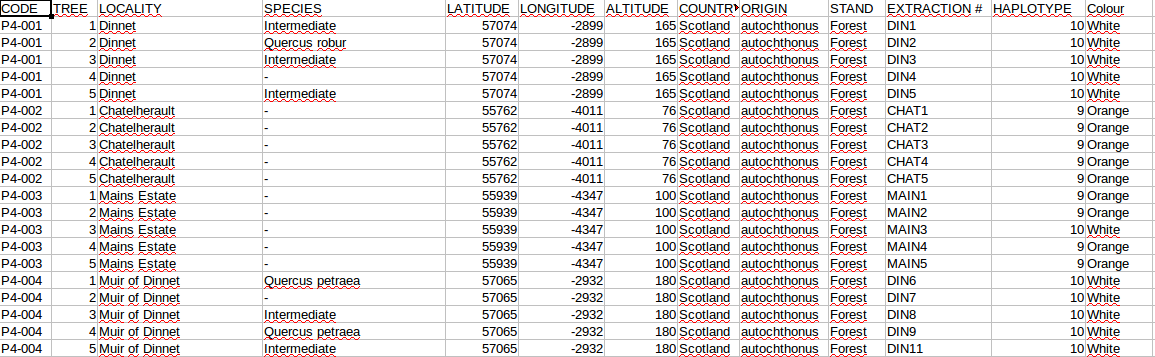 CODE TREE LOCALITY SPECIES LATITUDE LONGITUDE ALTITUDE COUNTR ORIGIN STAND EXTRACTION # HAPLOTYPE Colour
P4-001 1 Dinnet Intermediate 57074 -2899 165 Scotland autochthonus Forest DIN1 10 White
P4-001 2 Dinnet Quercus robur 57074 -2899 165 Scotland autochthonus Forest DIN2 10 White
P4-001 3 Dinnet Intermediate 57074 -2899 165 Scotland autochthonus Forest DIN3 10 White
P4-001 4 Dinnet - 57074 -2899 165 Scotland autochthonus Forest DIN4 10 White
P4-001 5 Dinnet Intermediate 57074 -2899 165 Scotland autochthonus Forest DIN5 10 White
P4-002 1 Chatelherault - 55762 -4011 76 Scotland autochthonus Forest CHAT1 9 Orange
P4-002 2 Chatelherault - 55762 -4011 76 Scotland autochthonus Forest CHAT2 9 Orange
P4-002 3 Chatelherault - 55762 -4011 76 Scotland autochthonus Forest CHAT3 9 Orange
P4-002 4 Chatelherault - 55762 -4011 76 Scotland autochthonus Forest CHAT4 9 Orange
P4-002 5 Chatelherault - 55762 -4011 76 Scotland autochthonus Forest CHAT5 9 Orange
P4-003 1 Mains Estate - 55939 -4347 100 Scotland autochthonus Forest MAIN1 9 Orange
P4-003 2 Mains Estate - 55939 -4347 100 Scotland autochthonus Forest MAIN2 9 Orange
P4-003 3 Mains Estate - 55939 -4347 100 Scotland autochthonus Forest MAIN3 10 White
P4-003 4 Mains Estate - 55939 -4347 100 Scotland autochthonus Forest MAIN4 9 Orange
P4-003 5 Mains Estate - 55939 -4347 100 Scotland autochthonus Forest MAIN5 9 Orange
P4-004 1 Muir of Dinnet Quercus petraea 57065 -2932 180 Scotland autochthonus Forest DIN6 10 White
P4-004 2 Muir of Dinnet - 57065 -2932 180 Scotland autochthonus Forest DIN7 10 White
P4-004 3 Muir of Dinnet Intermediate 57065 -2932 180 Scotland autochthonus Forest DIN8 10 White
P4-004 4 Muir of Dinnet Quercus petraea 57065 -2932 180 Scotland autochthonus Forest DIN9 10 White
P4-004 5 Muir of Dinnet Intermediate 57065 -2932 180 Scotland autochthonus Forest DIN11 10 White